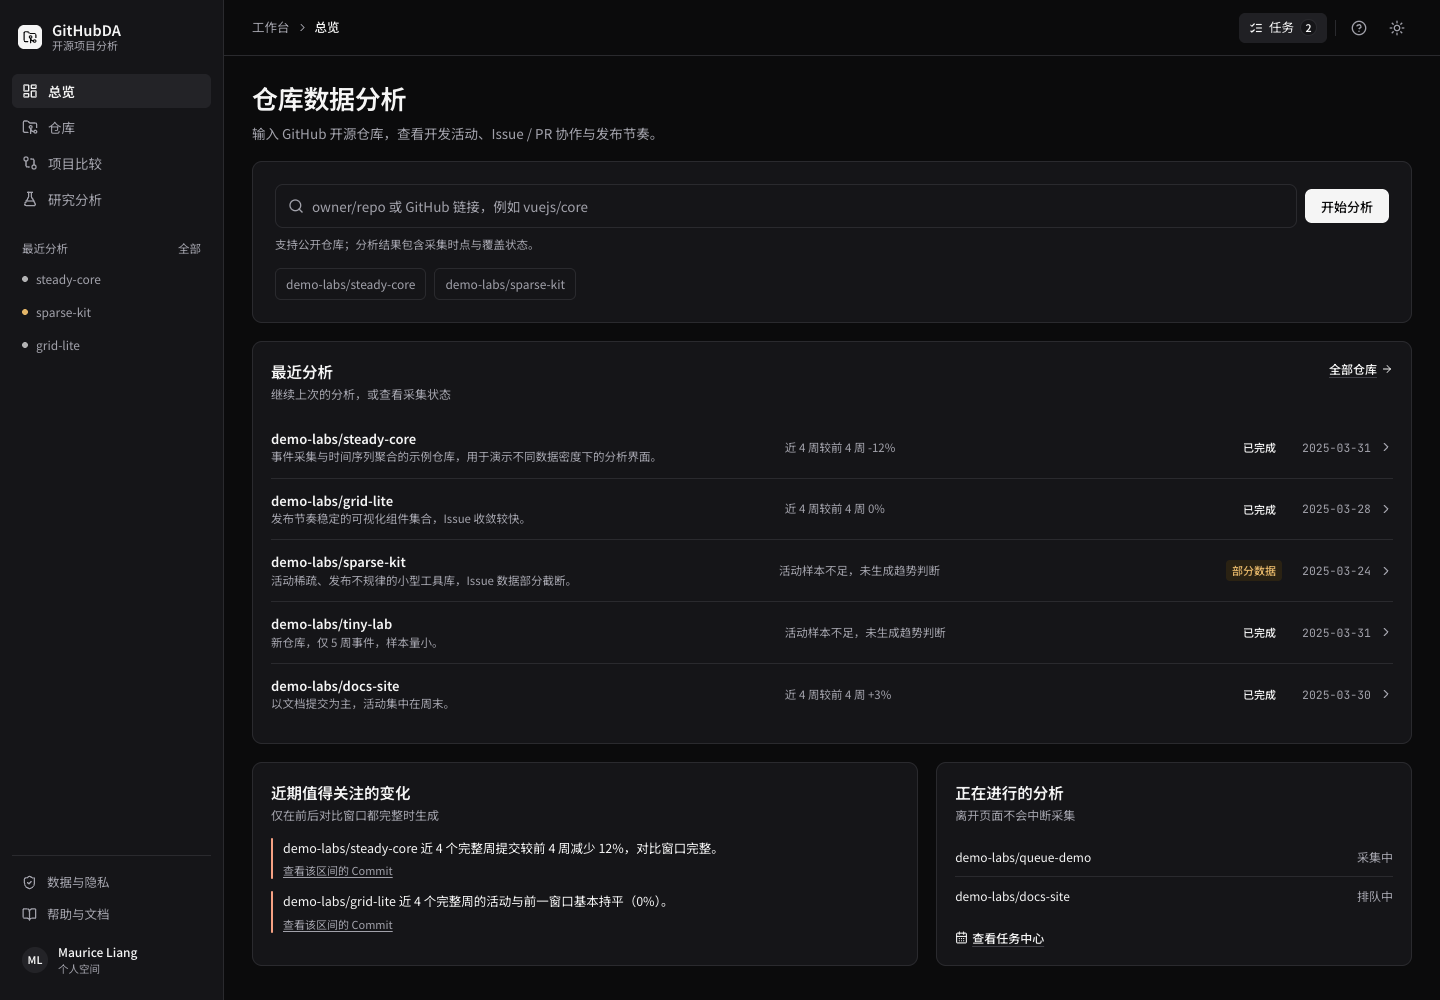 GitHubDA
开源项目分析
总览
仓库
项目比较
研究分析
最近分析 全部
steady-core
sparse-kit
grid-lite
数据与隐私
帮助与文档
ML Maurice Liang
个人空间
工作台 总览
任务 2
仓库数据分析
输入 GitHub 开源仓库，查看开发活动、Issue / PR 协作与发布节奏。
owner/repo 或 GitHub 链接，例如 vuejs/core 开始分析
支持公开仓库；分析结果包含采集时点与覆盖状态。
demo-labs/steady-core demo-labs/sparse-kit
最近分析 全部仓库
继续上次的分析，或查看采集状态
demo-labs/steady-core
事件采集与时间序列聚合的示例仓库，用于演示不同数据密度下的分析界面。
近 4 周较前 4 周 -12% 已完成 2025-03-31
demo-labs/grid-lite
发布节奏稳定的可视化组件集合，Issue 收敛较快。
近 4 周较前 4 周 0% 已完成 2025-03-28
demo-labs/sparse-kit
活动稀疏、发布不规律的小型工具库，Issue 数据部分截断。
活动样本不足，未生成趋势判断 部分数据 2025-03-24
demo-labs/tiny-lab
新仓库，仅 5 周事件，样本量小。
活动样本不足，未生成趋势判断 已完成 2025-03-31
demo-labs/docs-site
以文档提交为主，活动集中在周末。
近 4 周较前 4 周 +3% 已完成 2025-03-30
近期值得关注的变化
仅在前后对比窗口都完整时生成
demo-labs/steady-core 近 4 个完整周提交较前 4 周减少 12%，对比窗口完整。
查看该区间的 Commit
demo-labs/grid-lite 近 4 个完整周的活动与前一窗口基本持平（0%）。
查看该区间的 Commit
正在进行的分析
离开页面不会中断采集
demo-labs/queue-demo 采集中
demo-labs/docs-site 排队中
查看任务中心